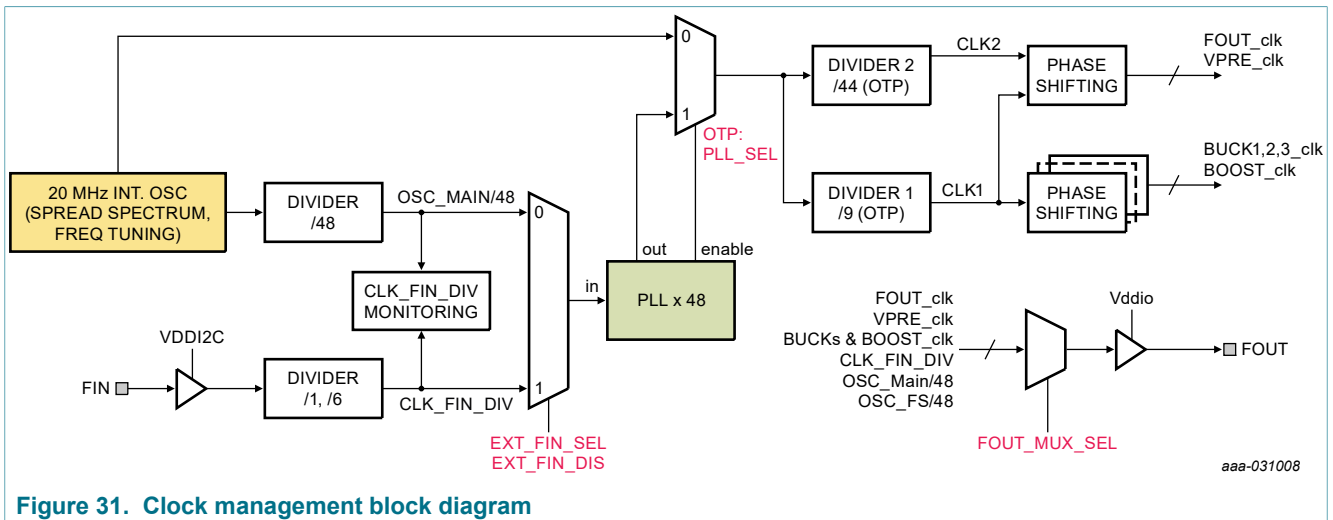 0
1
OTP:
PLL_SEL
DIVIDER 2
/44 (OTP)
CLK2
PHASE
SHIFTING
FOUT_clk
VPRE_clk
DIVIDER 1
/9 (OTP)
CLK1
PHASE
SHIFTING
BUCK1,2,3_clk
BOOST_clk
20 MHz INT. OSC
(SPREAD SPECTRUM,
FREQ TUNING)
DIVIDER
/48
OSC_MAIN/48
0
CLK_FIN_DIV
MONITORING
in
out
enable
PLL x 48
VDDI2C
FIN
DIVIDER
/1, /6
CLK_FIN_DIV
1
EXT_FIN_SEL
EXT_FIN_DIS
FOUT_clk
VPRE_clk
BUCKs & BOOST_clk
CLK_FIN_DIV
OSC_Main/48
OSC_FS/48
Vddio
FOUT
FOUT_MUX_SEL
aaa-031008
Figure 31. Clock management block diagram